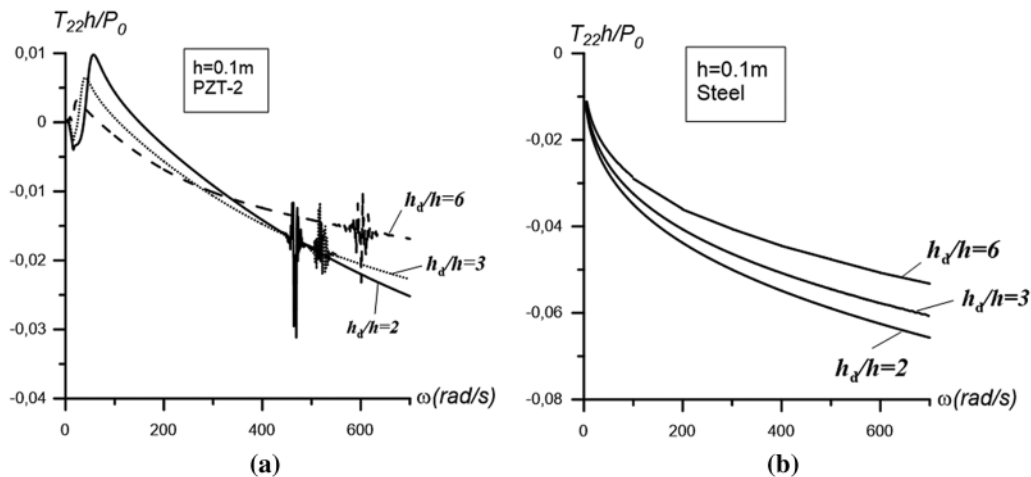 T22h/P0
0,01
0
-0,01
-0,02
-0,03
-0,04
h=0.1m
PZT-2
hd/h=6
hd/h=3
hd/h=2
ω(rad/s)
0
200
400
600
(a)
T22h/P0
0
-0,02
-0,04
-0,06
-0,08
h=0.1m
Steel
hd/h=6
hd/h=3
hd/h=2
ω(rad/s)
0
200
400
600
(b)